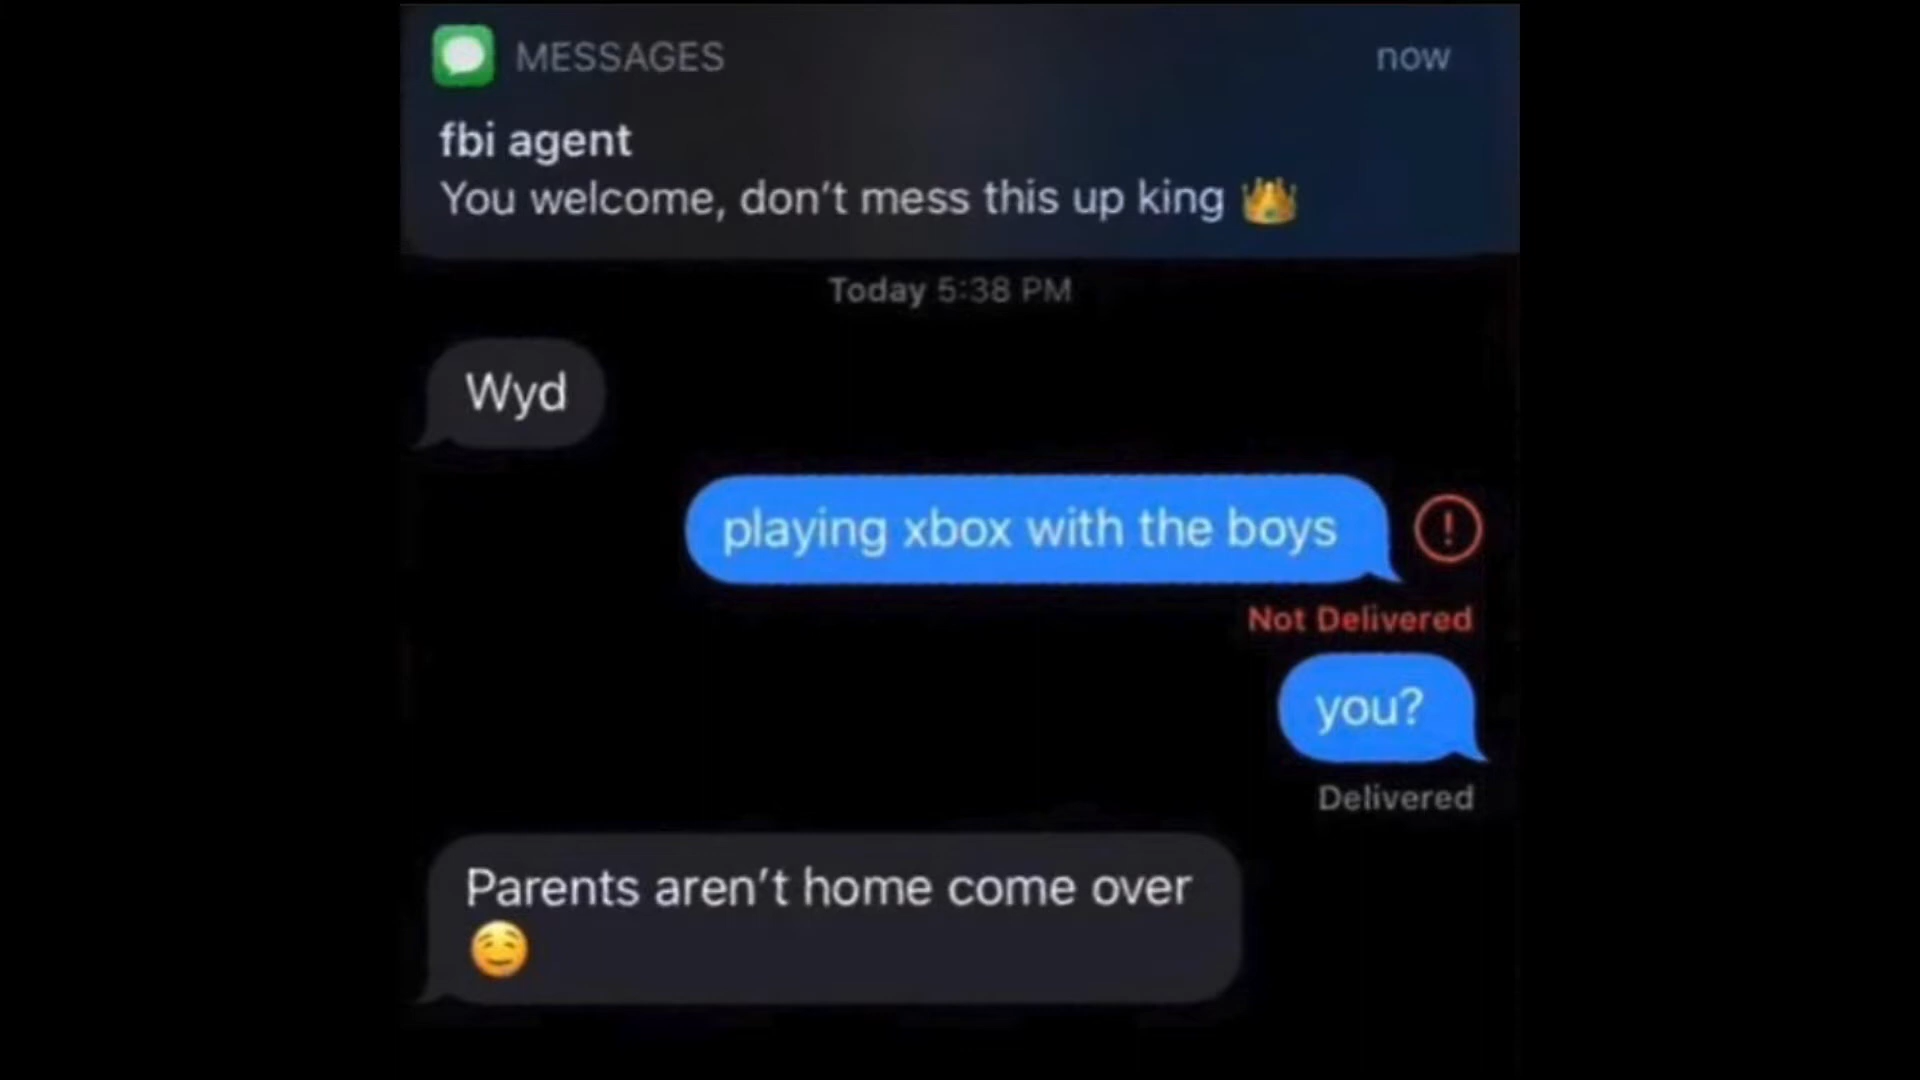 MESSAGES now
fbi agent
You welcome, don't mess this up king 👑
Today 5:38 PM
Wyd
playing xbox with the boys
Not Delivered
you?
Delivered
Parents aren't home come over